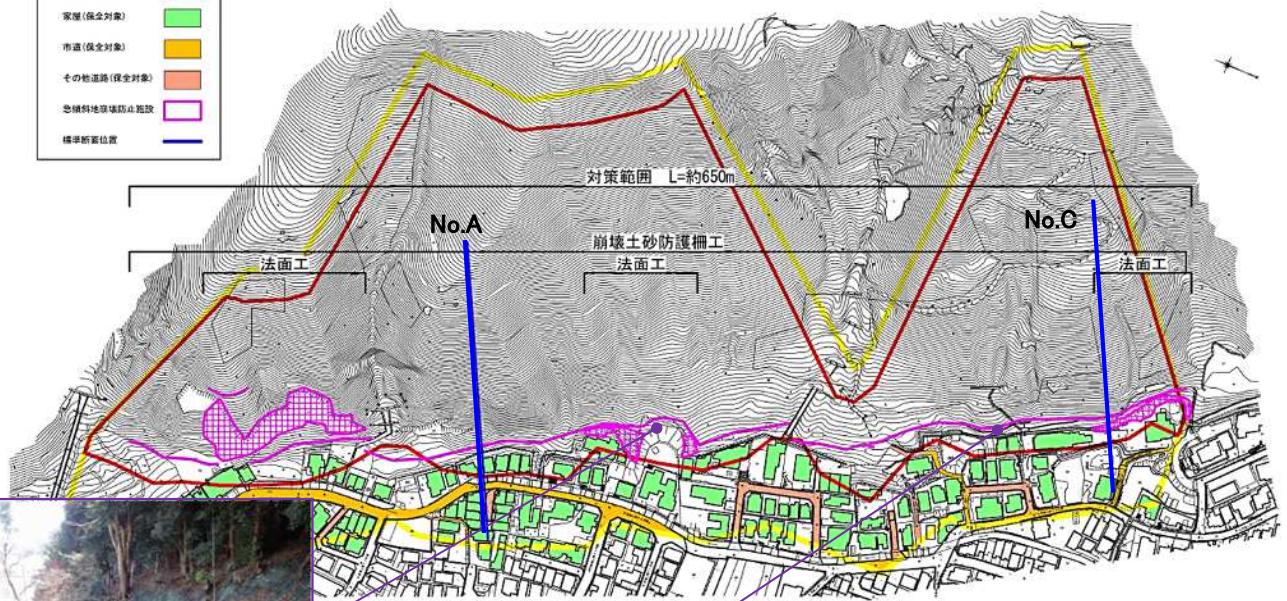 家屋(保全対象)
市道(保全対象)
その他道路(保全対象)
急傾斜地崩壊防止施設
標準断面位置
対策範囲 L=約650m
No.A
No.C
崩壊土砂防護柵工
法面工
法面工
法面工